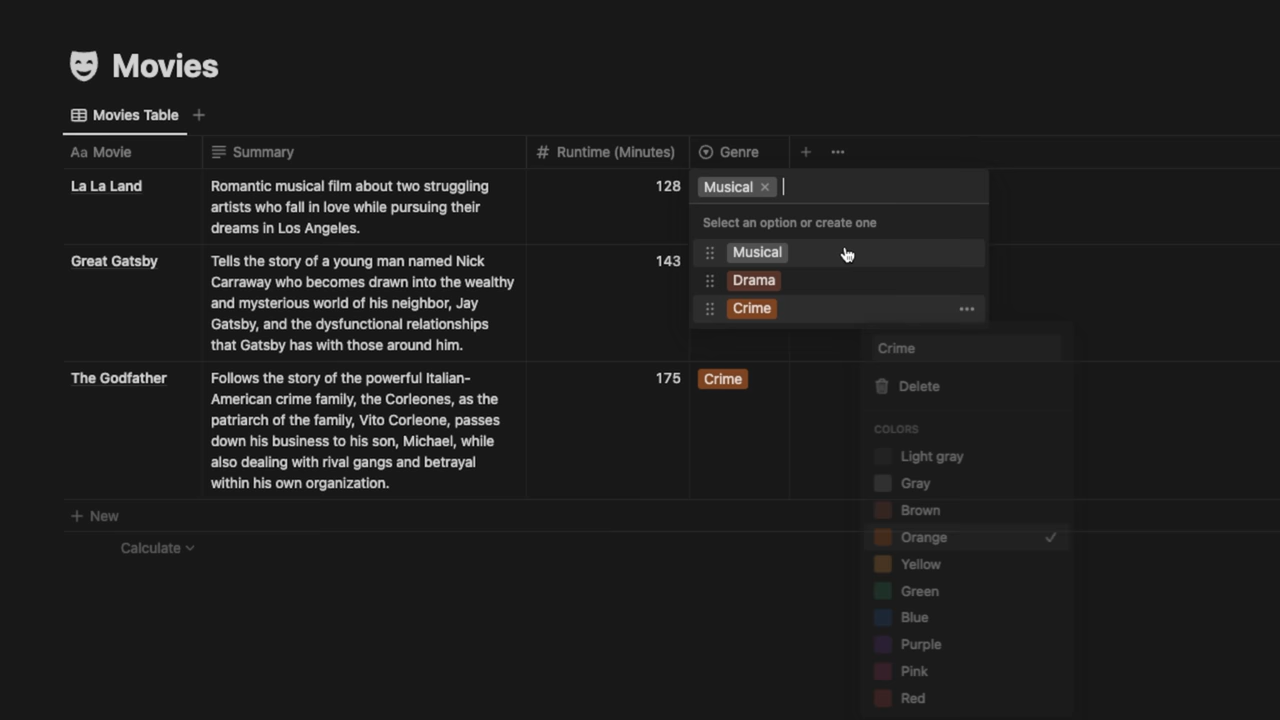 Movies
Movies Table
Aa Movie
Summary
# Runtime (Minutes)
Genre
La La Land
Romantic musical film about two struggling
artists who fall in love while pursuing their
dreams in Los Angeles.
128
Musical
Select an option or create one
Musical
Drama
Crime
Great Gatsby
Tells the story of a young man named Nick
Carraway who becomes drawn into the wealthy
and mysterious world of his neighbor, Jay
Gatsby, and the dysfunctional relationships
that Gatsby has with those around him.
143
The Godfather
Follows the story of the powerful Italian-
American crime family, the Corleones, as the
patriarch of the family, Vito Corleone, passes
down his business to his son, Michael, while
also dealing with rival gangs and betrayal
within his own organization.
175
Crime
+ New
Calculate
Crime
Delete
COLORS
Light gray
Gray
Brown
Orange
Yellow
Green
Blue
Purple
Pink
Red